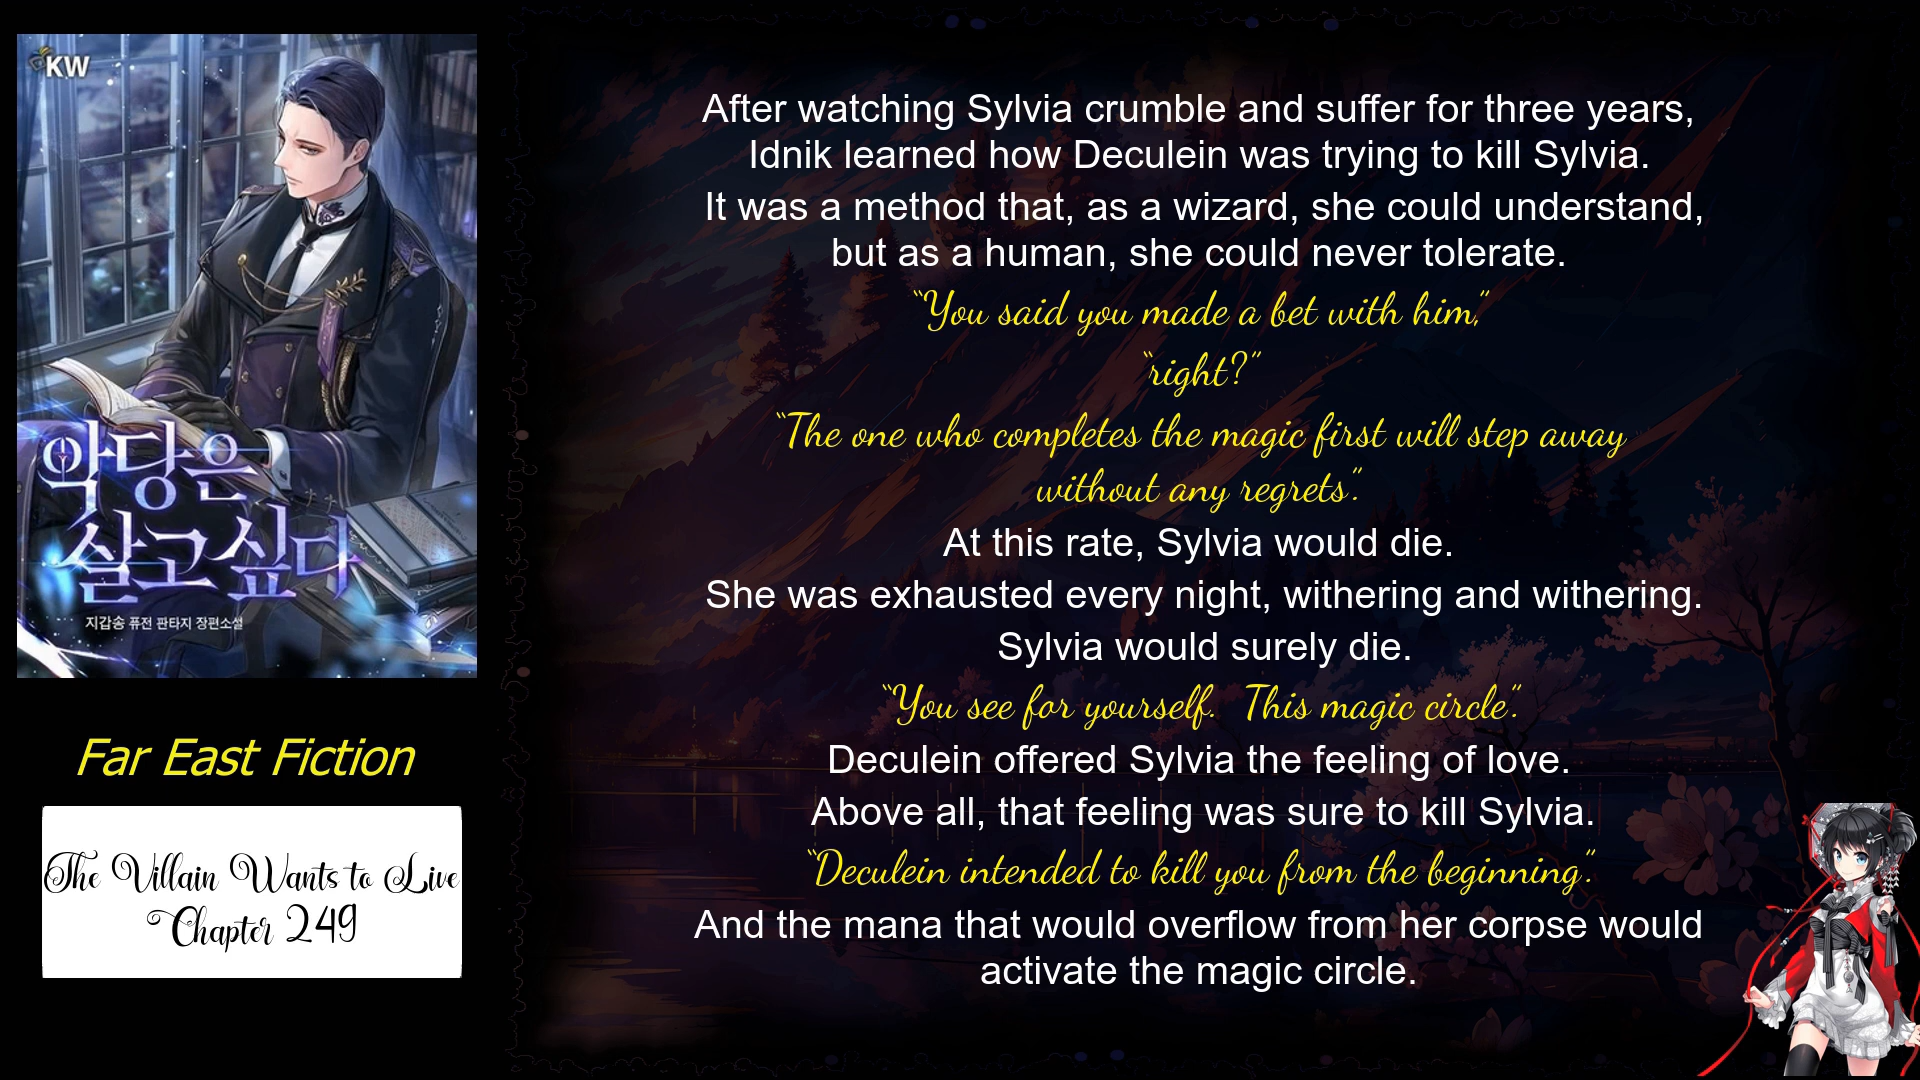 KW
악당은
살고 싶다
지갑송 퓨전 판타지 장편소설
Far East Fiction
The Villain Wants to Live
Chapter 249
After watching Sylvia crumble and suffer for three years,
Idnik learned how Deculein was trying to kill Sylvia.
It was a method that, as a wizard, she could understand,
but as a human, she could never tolerate.
“You said you made a bet with him,”
“right?”
“The one who completes the magic first will step away
without any regrets”.
At this rate, Sylvia would die.
She was exhausted every night, withering and withering.
Sylvia would surely die.
“You see for yourself. This magic circle”.
Deculein offered Sylvia the feeling of love.
Above all, that feeling was sure to kill Sylvia.
“Deculein intended to kill you from the beginning”.
And the mana that would overflow from her corpse would
activate the magic circle.